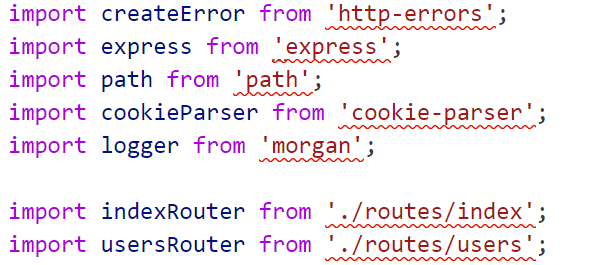 import createError from 'http-errors';
import express from 'express';
import path from 'path';
import cookieParser from 'cookie-parser';
import logger from 'morgan';
import indexRouter from './routes/index';
import usersRouter from './routes/users';